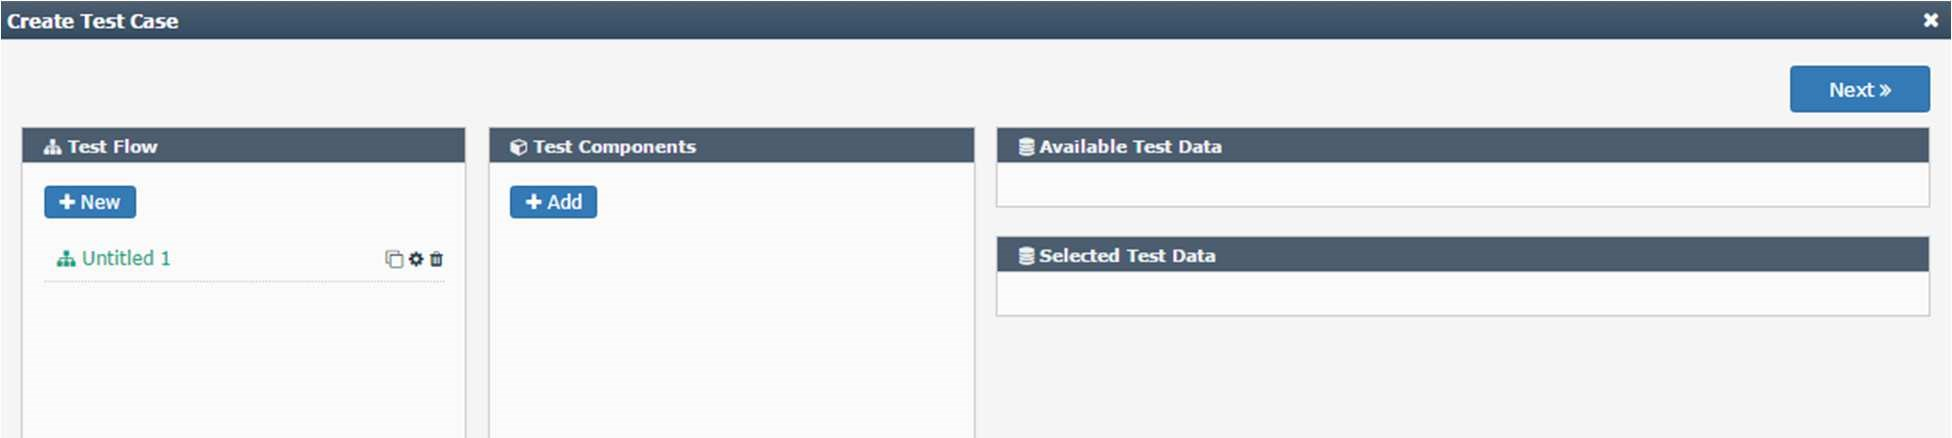 Create Test Case
Next »
Test Flow
New
Untitled 1
Test Components
Add
Available Test Data
Selected Test Data